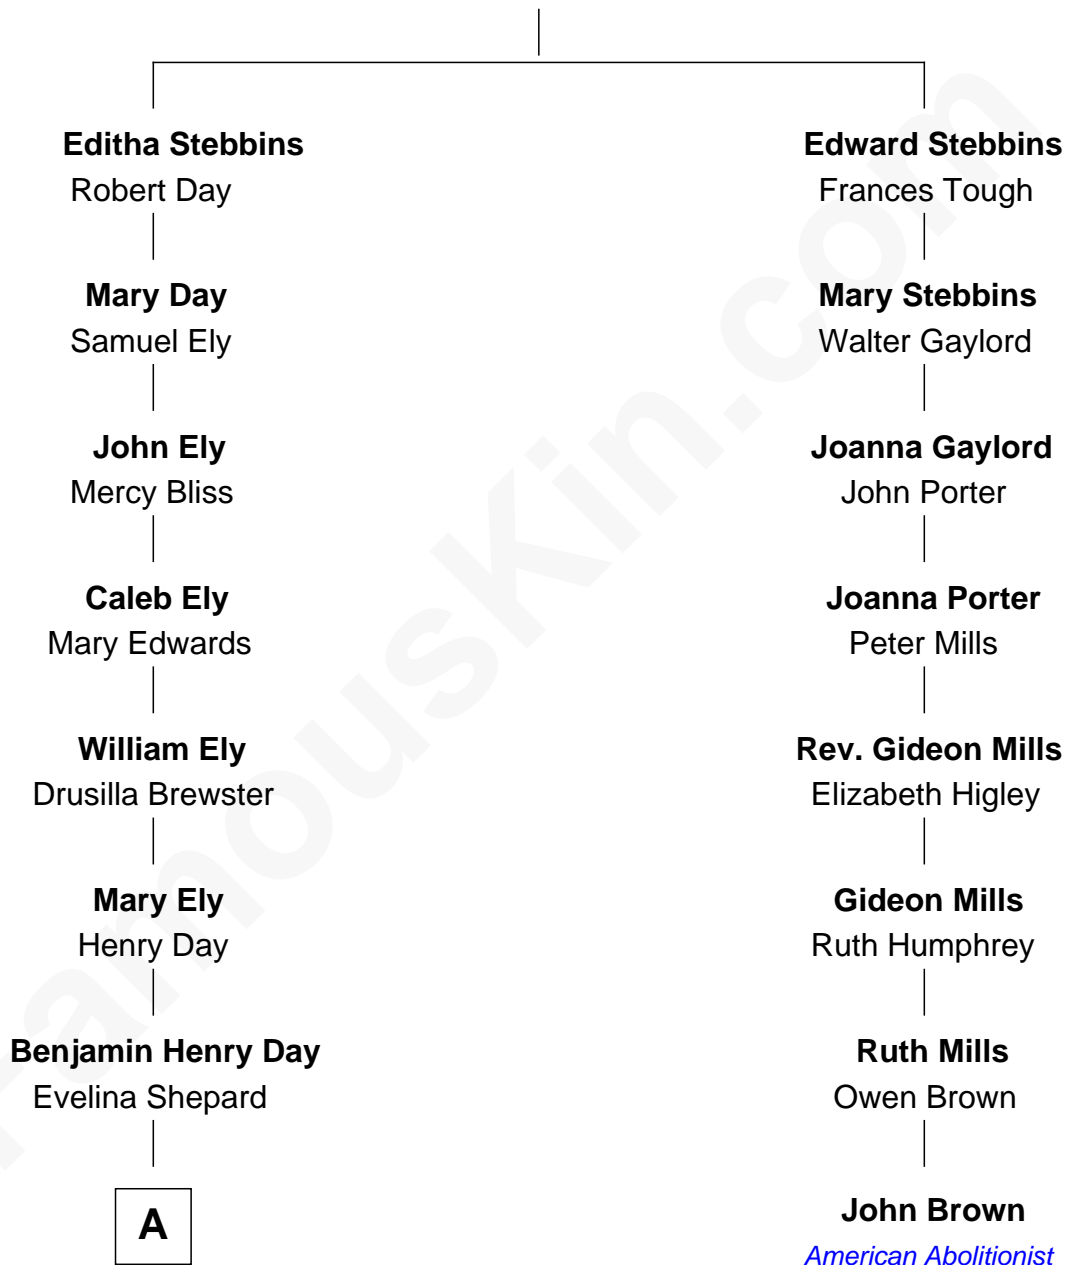 Editha Stebbins
Robert Day
Edward Stebbins
Frances Tough
Mary Day
Samuel Ely
Mary Stebbins
Walter Gaylord
John Ely
Mercy Bliss
Joanna Gaylord
John Porter
Caleb Ely
Mary Edwards
Joanna Porter
Peter Mills
William Ely
Drusilla Brewster
Rev. Gideon Mills
Elizabeth Higley
Mary Ely
Henry Day
Gideon Mills
Ruth Humphrey
Benjamin Henry Day
Evelina Shepard
Ruth Mills
Owen Brown
A
John Brown
American Abolitionist
FamousKin.com